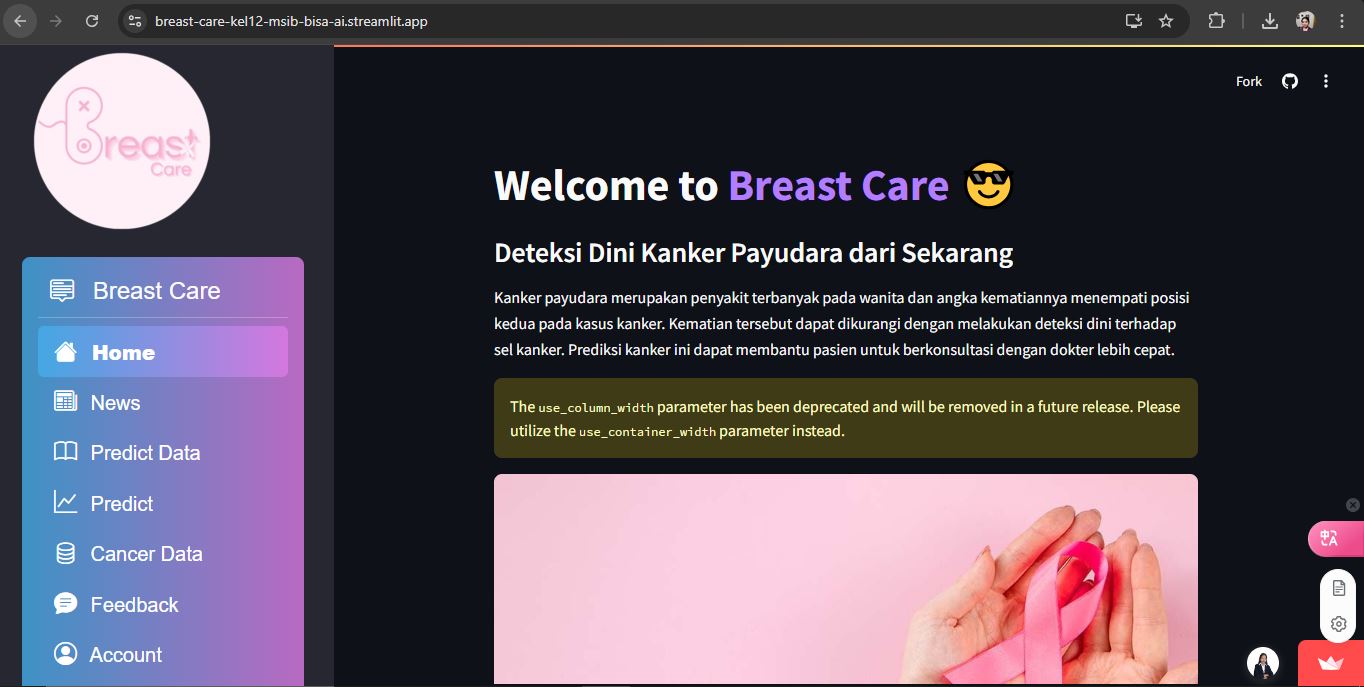 breast-care-kel12-msib-bisa-ai.streamlit.app
Breast
Care
Breast Care
Home
News
Predict Data
Predict
Cancer Data
Feedback
Account
Fork
Welcome to Breast Care 😎
Deteksi Dini Kanker Payudara dari Sekarang
Kanker payudara merupakan penyakit terbanyak pada wanita dan angka kematiannya menempati posisi
kedua pada kasus kanker. Kematian tersebut dapat dikurangi dengan melakukan deteksi dini terhadap
sel kanker. Prediksi kanker ini dapat membantu pasien untuk berkonsultasi dengan dokter lebih cepat.
The use_column_width parameter has been deprecated and will be removed in a future release. Please
utilize the use_container_width parameter instead.